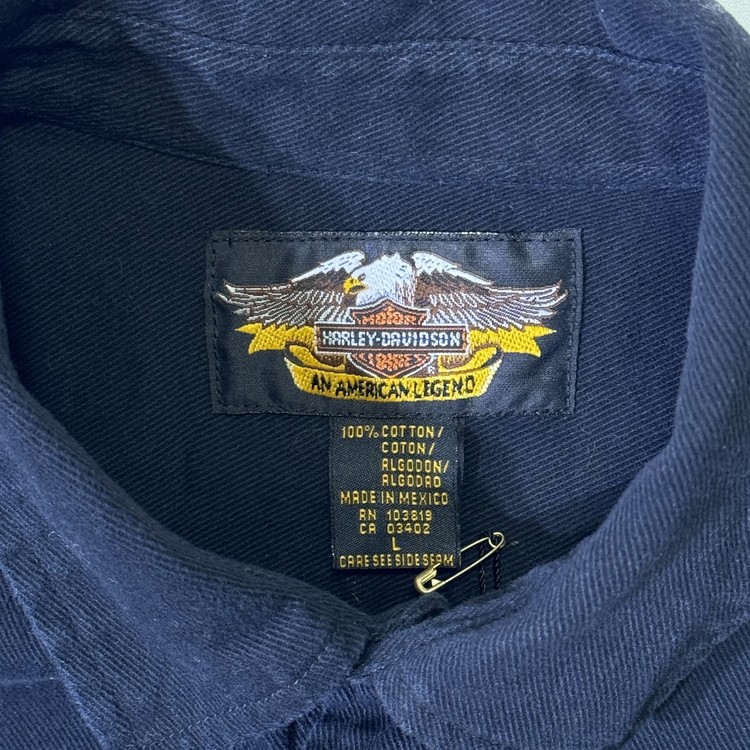 MOTOR
HARLEY-DAVIDSON
CYCLES
®
AN AMERICAN LEGEND
100% COTTON/
COTON/
ALGODON/
ALGODAO
MADE IN MEXICO
RN 103819
CA 03402
L
CARE SEE SIDE SEAM